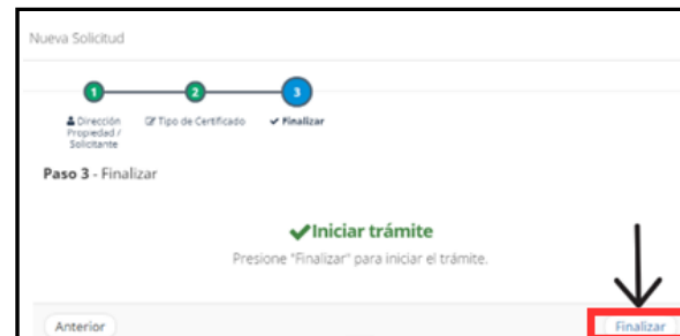 Nueva Solicitud
1
2
3
Dirección
Propiedad /
Solicitante
Tipo de Certificado
Finalizar
Paso 3 - Finalizar
Iniciar trámite
Presione "Finalizar" para iniciar el trámite.
Anterior
Finalizar